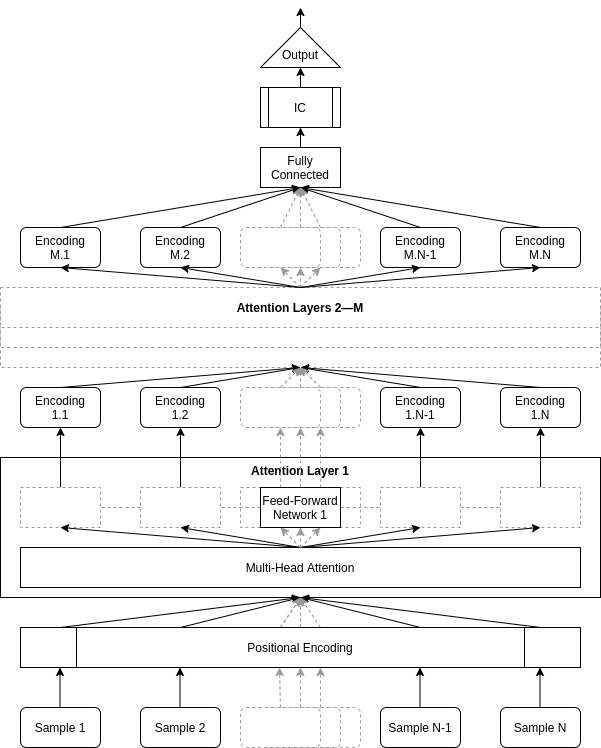 Output
IC
Fully
Connected
Encoding
M.1
Encoding
M.2
Encoding
M.N-1
Encoding
M.N
Attention Layers 2—M
Encoding
1.1
Encoding
1.2
Encoding
1.N-1
Encoding
1.N
Attention Layer 1
Feed-Forward
Network 1
Multi-Head Attention
Positional Encoding
Sample 1
Sample 2
Sample N-1
Sample N